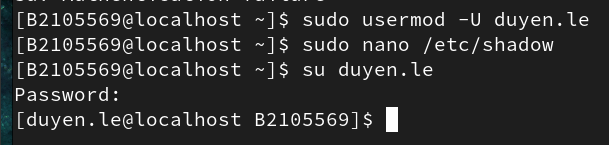 [B2105569@localhost ~]$ sudo usermod -U duyen.le
[B2105569@localhost ~]$ sudo nano /etc/shadow
[B2105569@localhost ~]$ su duyen.le
Password:
[duyen.le@localhost B2105569]$